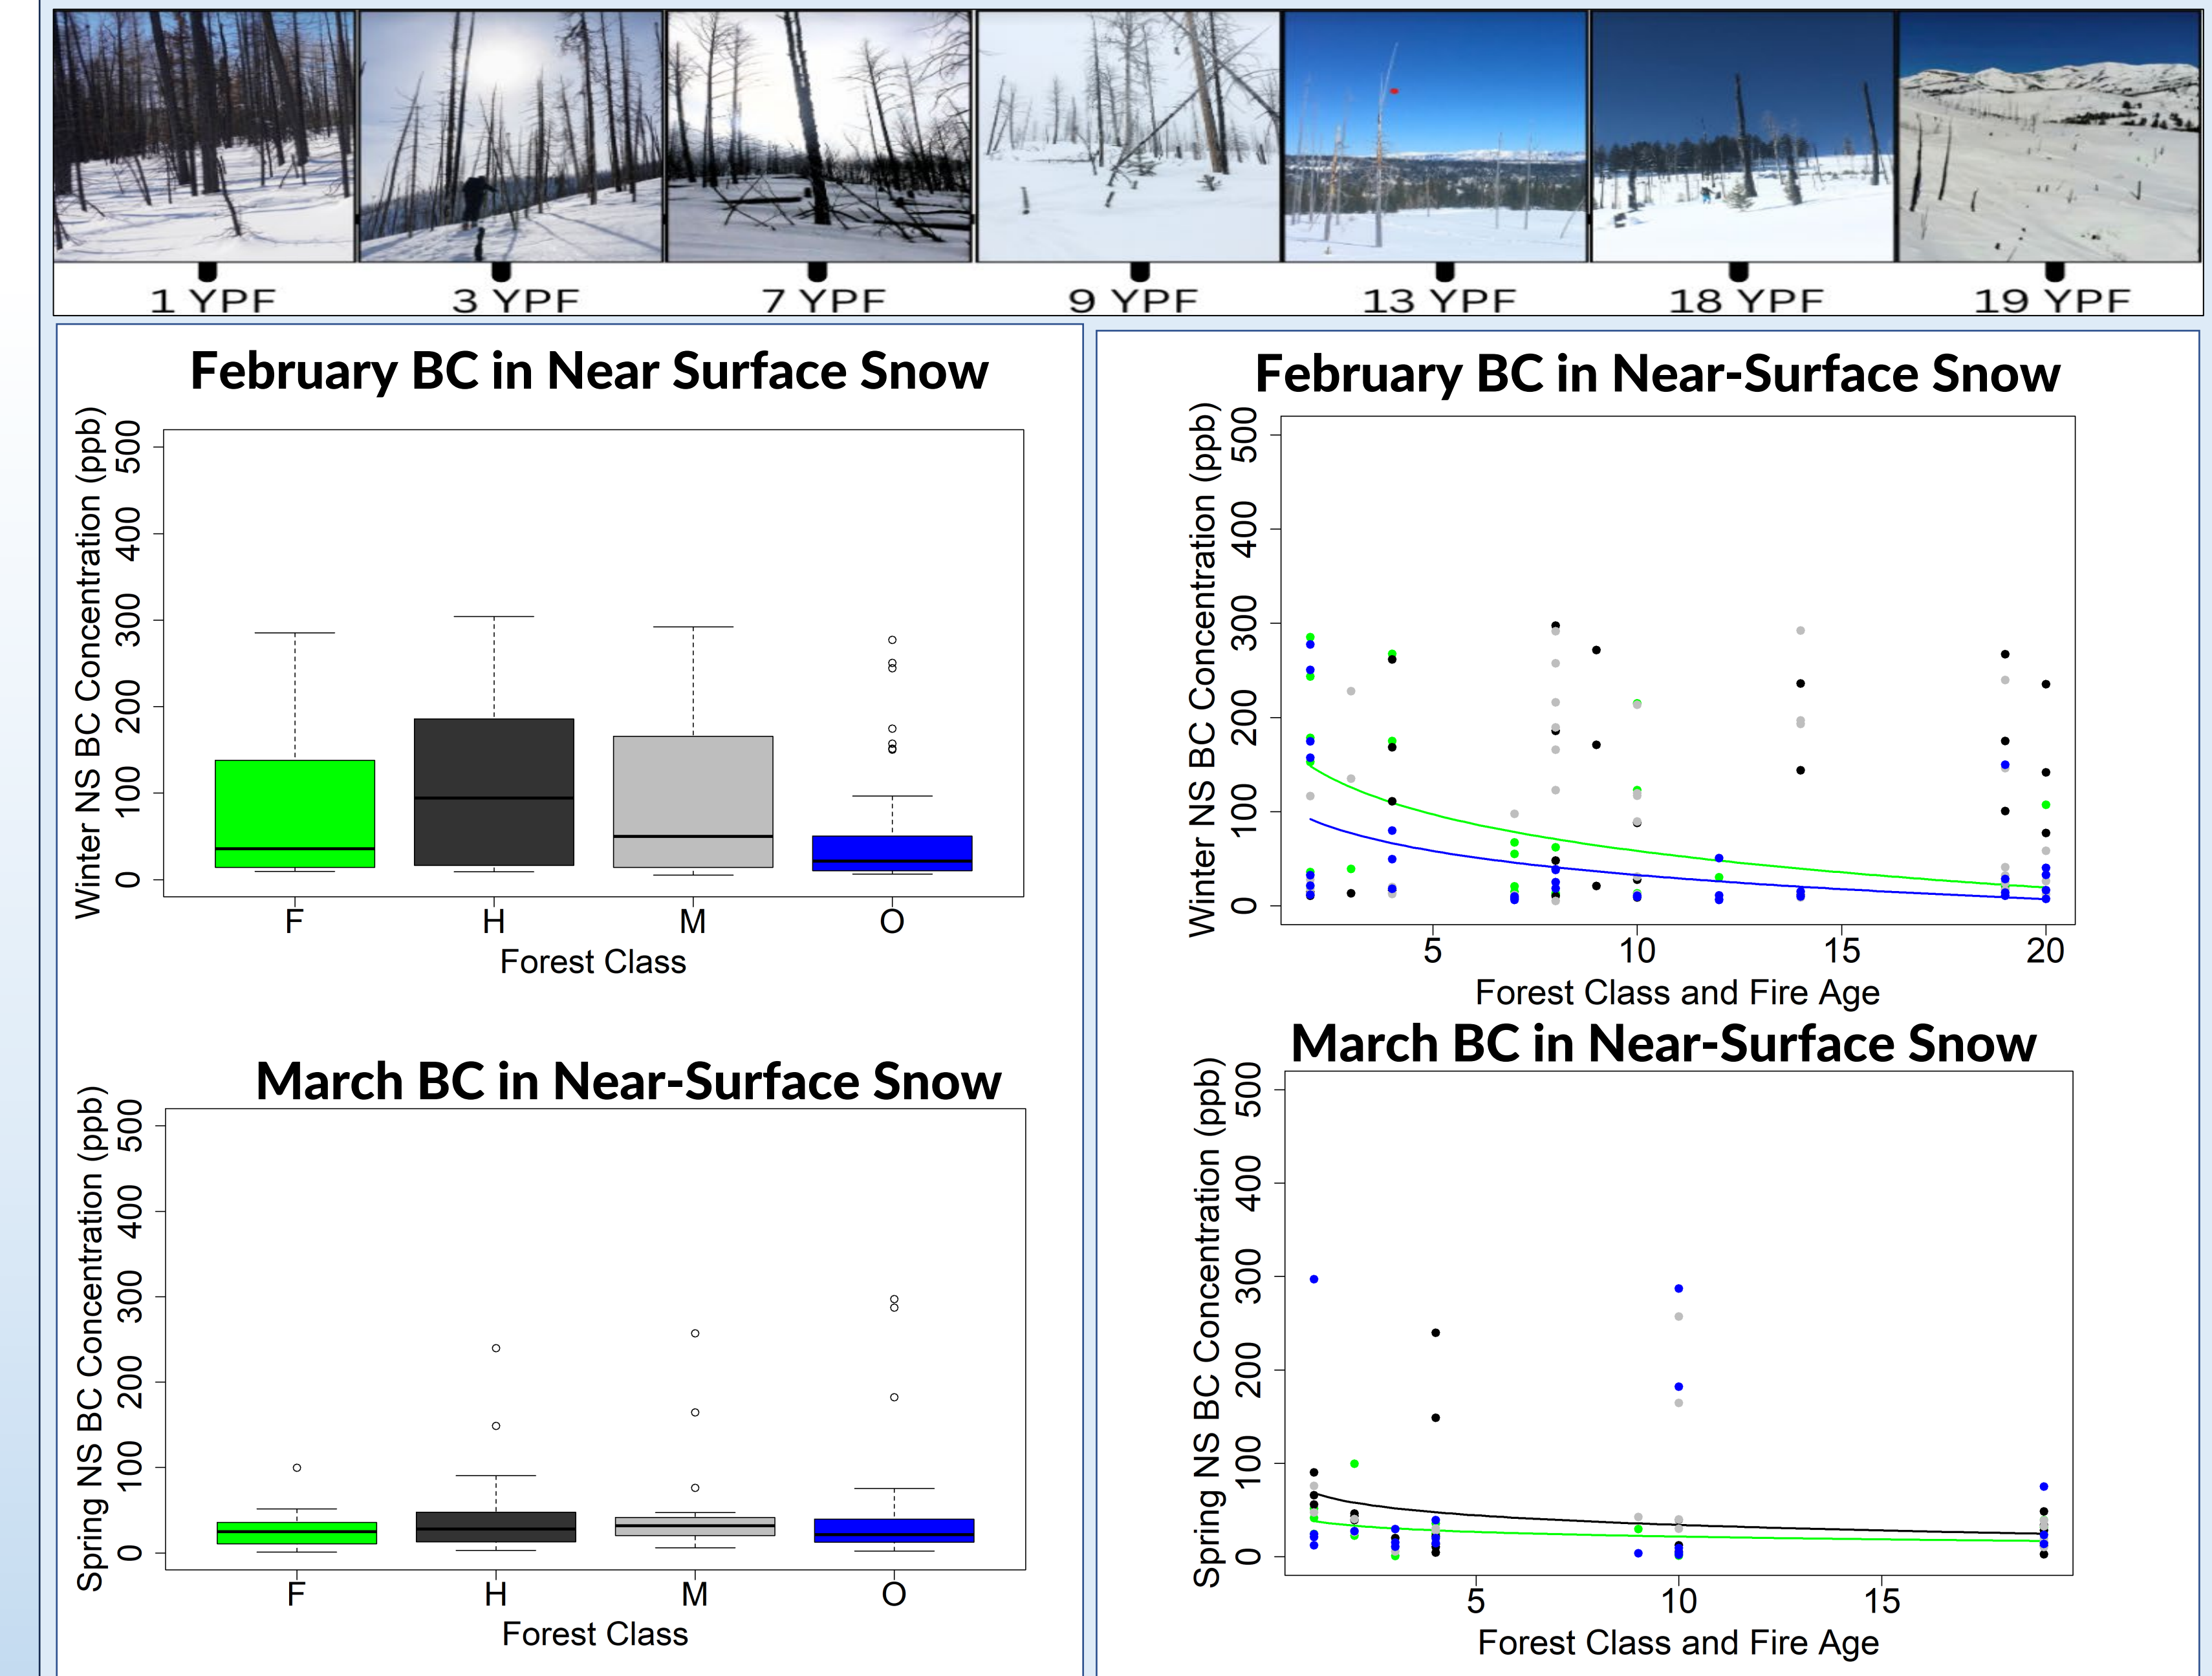 1 YPF
3 YPF
7 YPF
9 YPF
13 YPF
18 YPF
19 YPF
February BC in Near Surface Snow
Winter NS BC Concentration (ppb)
500
400
300
200
100
0
F
H
M
O
Forest Class
February BC in Near-Surface Snow
Winter NS BC Concentration (ppb)
500
400
300
200
100
0
5
10
15
20
Forest Class and Fire Age
March BC in Near-Surface Snow
Spring NS BC Concentration (ppb)
500
400
300
200
100
0
F
H
M
O
Forest Class
March BC in Near-Surface Snow
Spring NS BC Concentration (ppb)
500
400
300
200
100
0
5
10
15
Forest Class and Fire Age